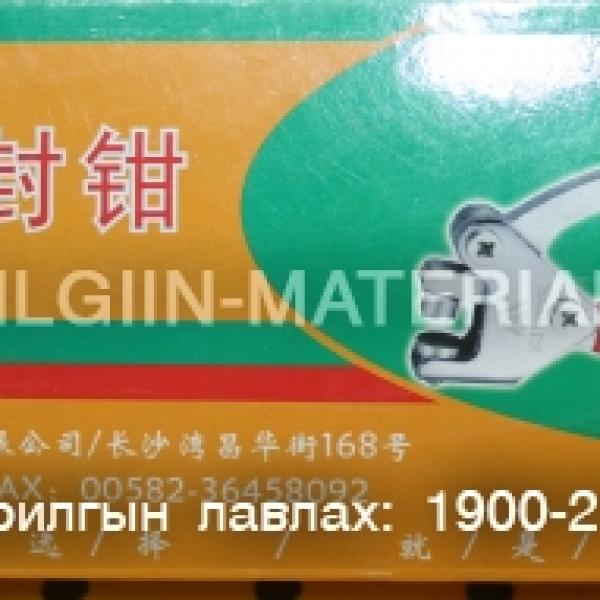 封钳
ILGIIN-MATERIA
公司/长沙湾昌华街168号
AX: 00582-36458092
рилгын лавлах: 1900-2
选 / 择 / 就 / 是 /